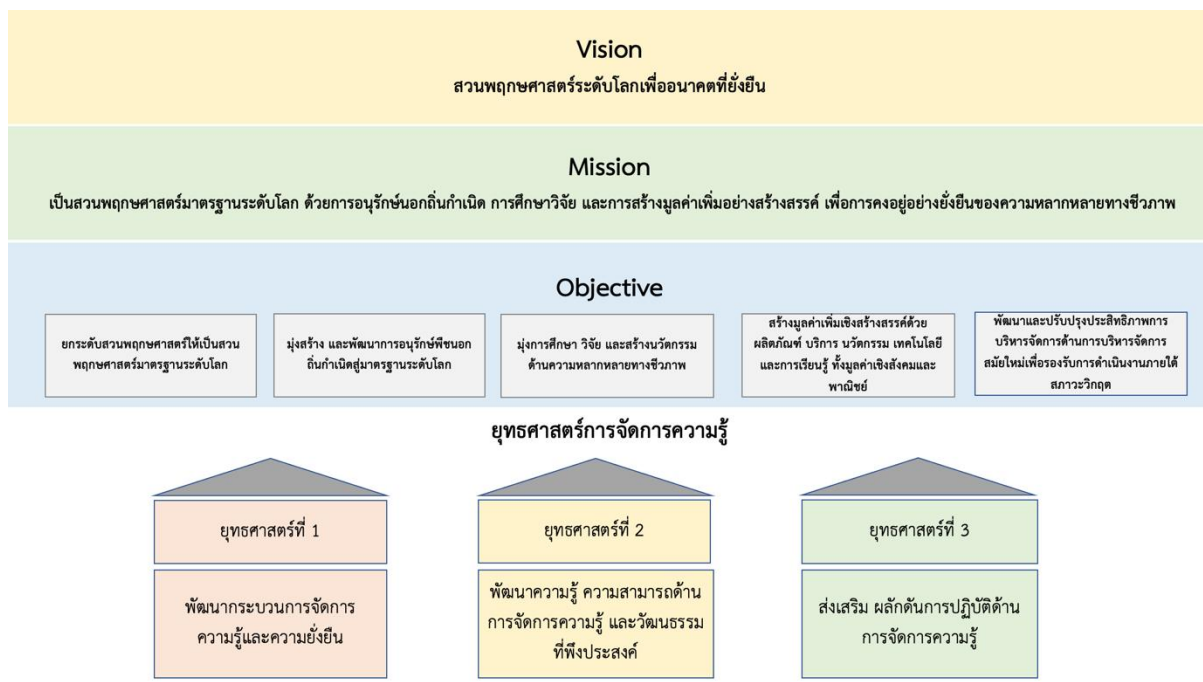 Vision
สวนพฤกษศาสตร์ระดับโลกเพื่ออนาคตที่ยั่งยืน
Mission
เป็นสวนพฤกษศาสตร์มาตรฐานระดับโลก ด้วยการอนุรักษ์นอกถิ่นกำเนิด การศึกษาวิจัย และการสร้างมูลค่าเพิ่มอย่างสร้างสรรค์ เพื่อการคงอยู่อย่างยั่งยืนของความหลากหลายทางชีวภาพ
Objective
ยกระดับสวนพฤกษศาสตร์ให้เป็นสวน
พฤกษศาสตร์มาตรฐานระดับโลก
มุ่งสร้าง และพัฒนาการอนุรักษ์พืชนอก
ถิ่นกำเนิดสู่มาตรฐานระดับโลก
มุ่งการศึกษา วิจัย และสร้างนวัตกรรม
ด้านความหลากหลายทางชีวภาพ
สร้างมูลค่าเพิ่มเชิงสร้างสรรค์ด้วย
ผลิตภัณฑ์ บริการ นวัตกรรม เทคโนโลยี
และการเรียนรู้ ทั้งมูลค่าเชิงสังคมและ
พาณิชย์
พัฒนาและปรับปรุงประสิทธิภาพการ
บริหารจัดการด้านการบริหารจัดการ
สมัยใหม่เพื่อรองรับการดำเนินงานภายใต้
สภาวะวิกฤต
ยุทธศาสตร์การจัดการความรู้
ยุทธศาสตร์ที่ 1
พัฒนากระบวนการจัดการ
ความรู้และความยั่งยืน
ยุทธศาสตร์ที่ 2
พัฒนาความรู้ ความสามารถด้าน
การจัดการความรู้ และวัฒนธรรม
ที่พึงประสงค์
ยุทธศาสตร์ที่ 3
ส่งเสริม ผลักดันการปฏิบัติด้าน
การจัดการความรู้